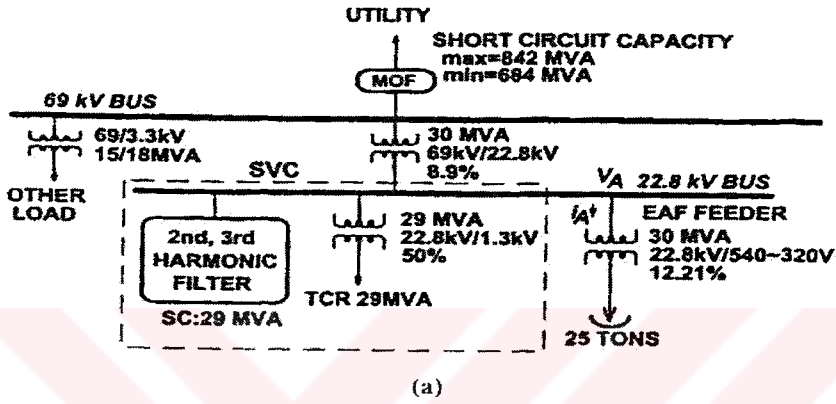 UTILITY
SHORT CIRCUIT CAPACITY
max=842 MVA
min=684 MVA
MOF
69 kV BUS
69/3.3kV
15/18MVA
OTHER
LOAD
30 MVA
69kV/22.8kV
8.9%
SVC
VA 22.8 kV BUS
2nd, 3rd
HARMONIC
FILTER
SC:29 MVA
29 MVA
22.8kV/1.3kV
50%
TCR 29MVA
iA
EAF FEEDER
30 MVA
22.8kV/540~320V
12.21%
25 TONS
(a)